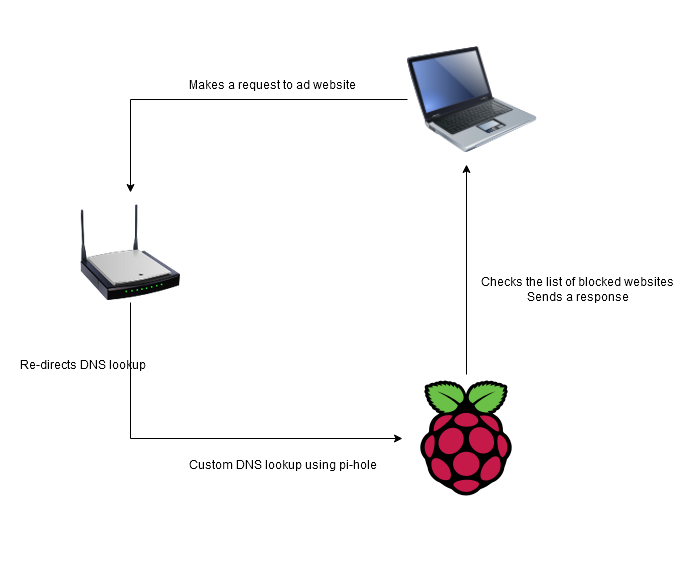 Makes a request to ad website
Checks the list of blocked websites
Sends a response
Re-directs DNS lookup
Custom DNS lookup using pi-hole